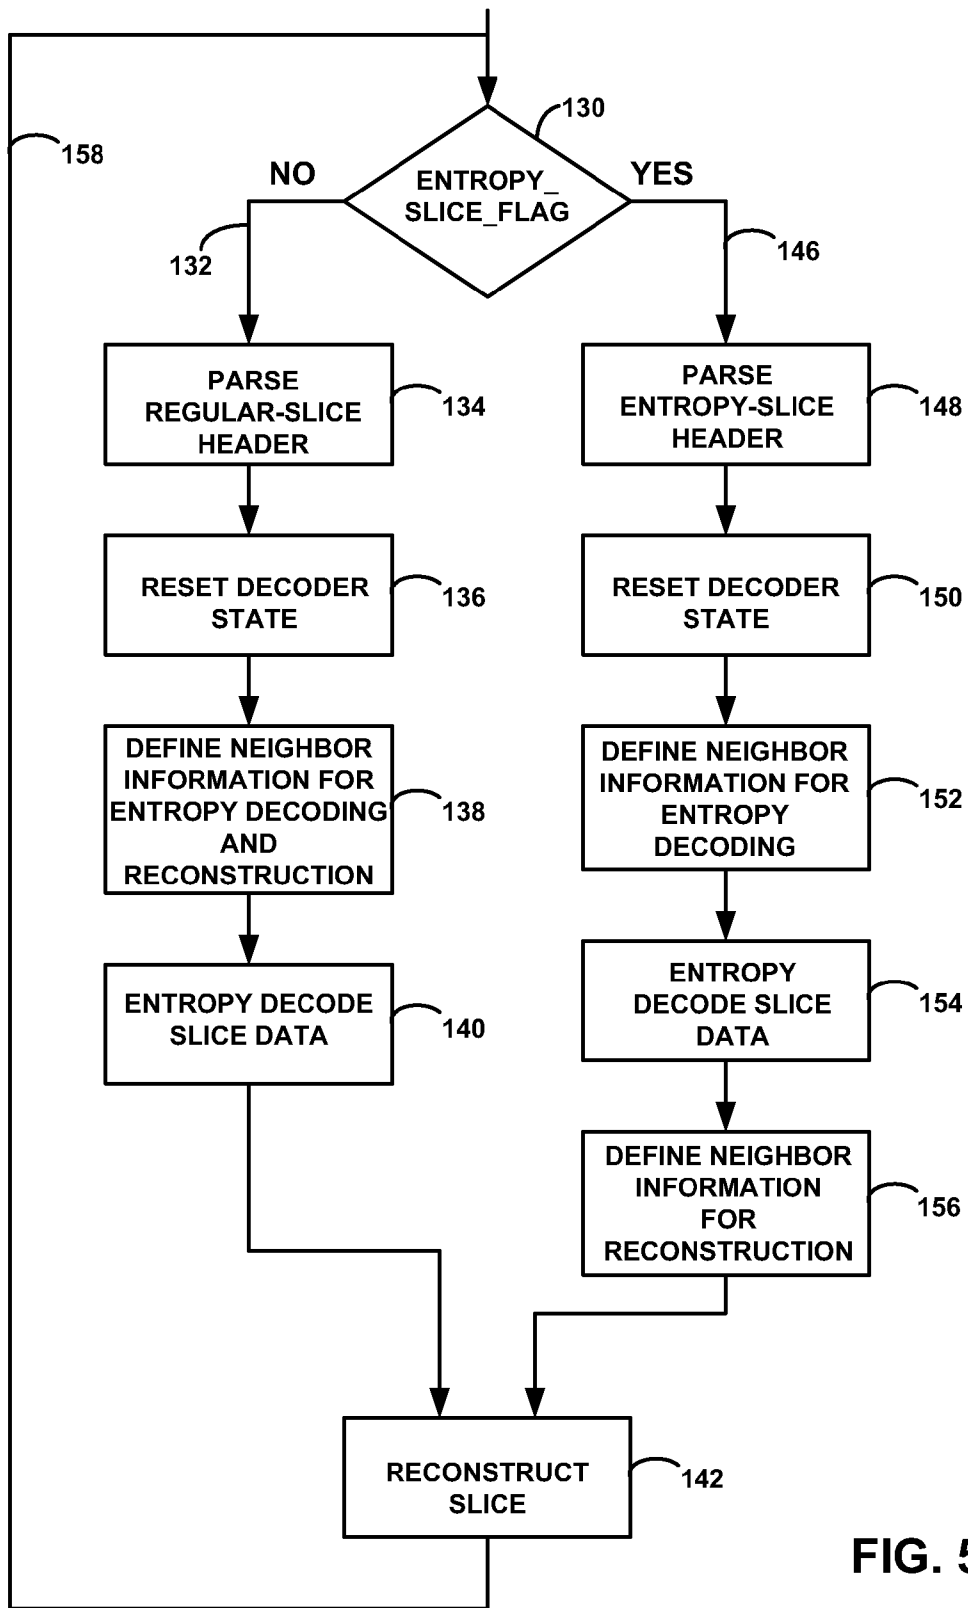 130
158
NO
YES
ENTROPY_
SLICE_FLAG
132
146
PARSE
REGULAR-SLICE
HEADER
134
PARSE
ENTROPY-SLICE
HEADER
148
RESET DECODER
STATE
136
RESET DECODER
STATE
150
DEFINE NEIGHBOR
INFORMATION FOR
ENTROPY DECODING
AND
RECONSTRUCTION
138
DEFINE NEIGHBOR
INFORMATION FOR
ENTROPY
DECODING
152
ENTROPY DECODE
SLICE DATA
140
ENTROPY
DECODE SLICE
DATA
154
DEFINE NEIGHBOR
INFORMATION
FOR
RECONSTRUCTION
156
RECONSTRUCT
SLICE
142
FIG. 5